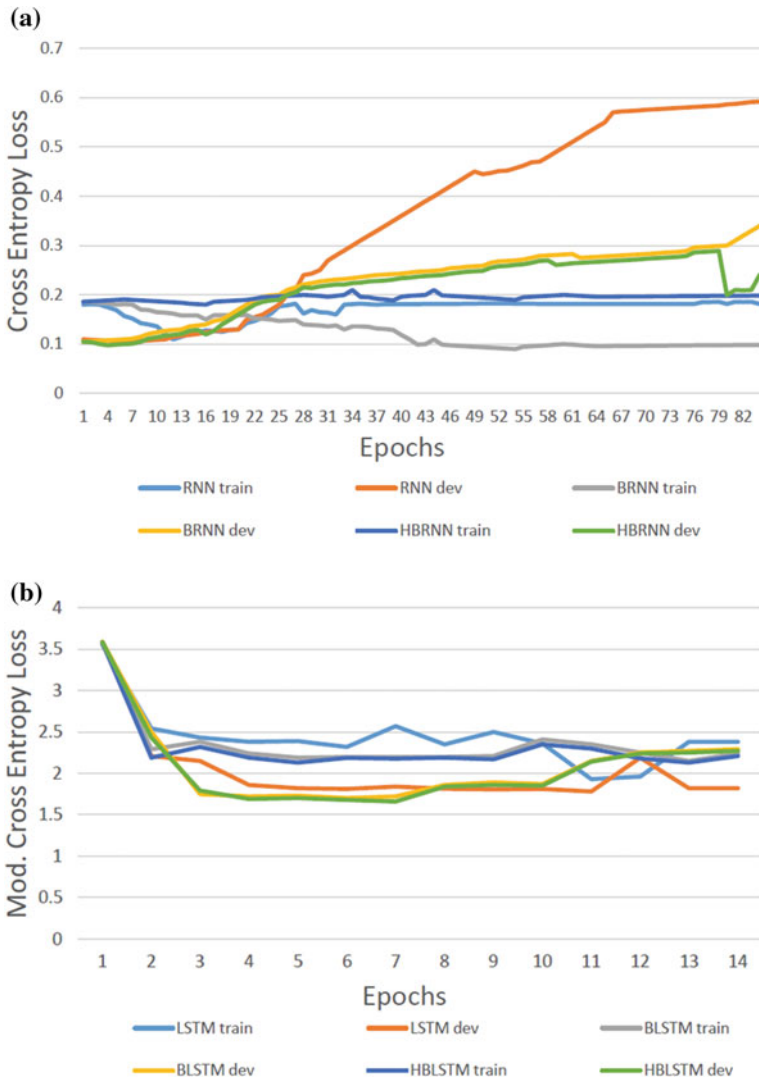 (a)
0.7
0.6
0.5
0.4
0.3
0.2
0.1
0
Cross Entropy Loss
1 4 7 10 13 16 19 22 25 28 31 34 37 40 43 46 49 52 55 58 61 64 67 70 73 76 79 82
Epochs
RNN train RNN dev BRNN train
BRNN dev HBRNN train HBRNN dev
(b)
4
3.5
3
2.5
2
1.5
1
0.5
0
Mod. Cross Entropy Loss
1 2 3 4 5 6 7 8 9 10 11 12 13 14
Epochs
LSTM train LSTM dev BLSTM train
BLSTM dev HBLSTM train HBLSTM dev